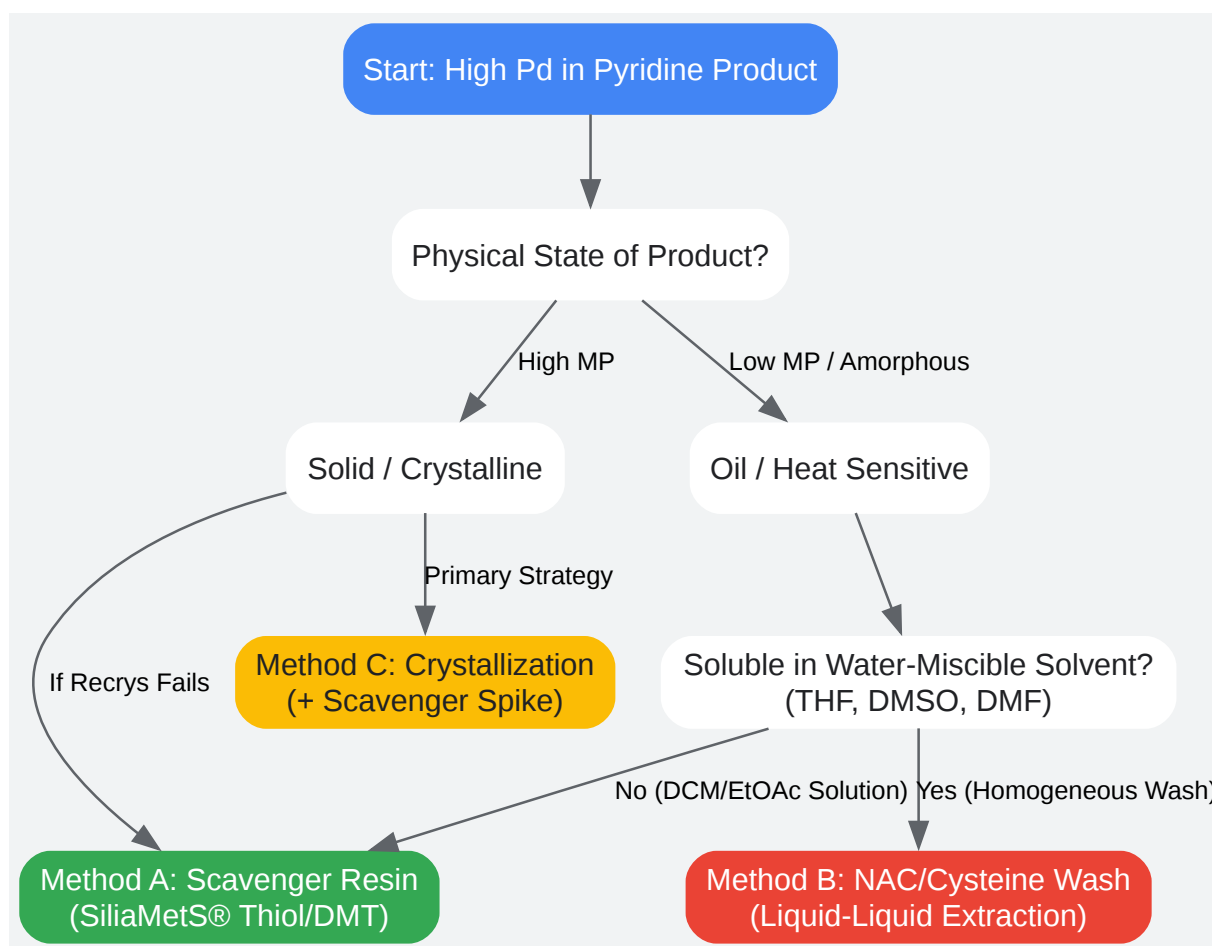 Start: High Pd in Pyridine Product
Physical State of Product?
High MP
Low MP / Amorphous
Solid / Crystalline
Oil / Heat Sensitive
Primary Strategy
If Recrys Fails
Method C: Crystallization
(+ Scavenger Spike)
Soluble in Water-Miscible Solvent?
(THF, DMSO, DMF)
No (DCM/EtOAc Solution)
Yes (Homogeneous Wash)
Method A: Scavenger Resin
(SiliaMetS® Thiol/DMT)
Method B: NAC/Cysteine Wash
(Liquid-Liquid Extraction)